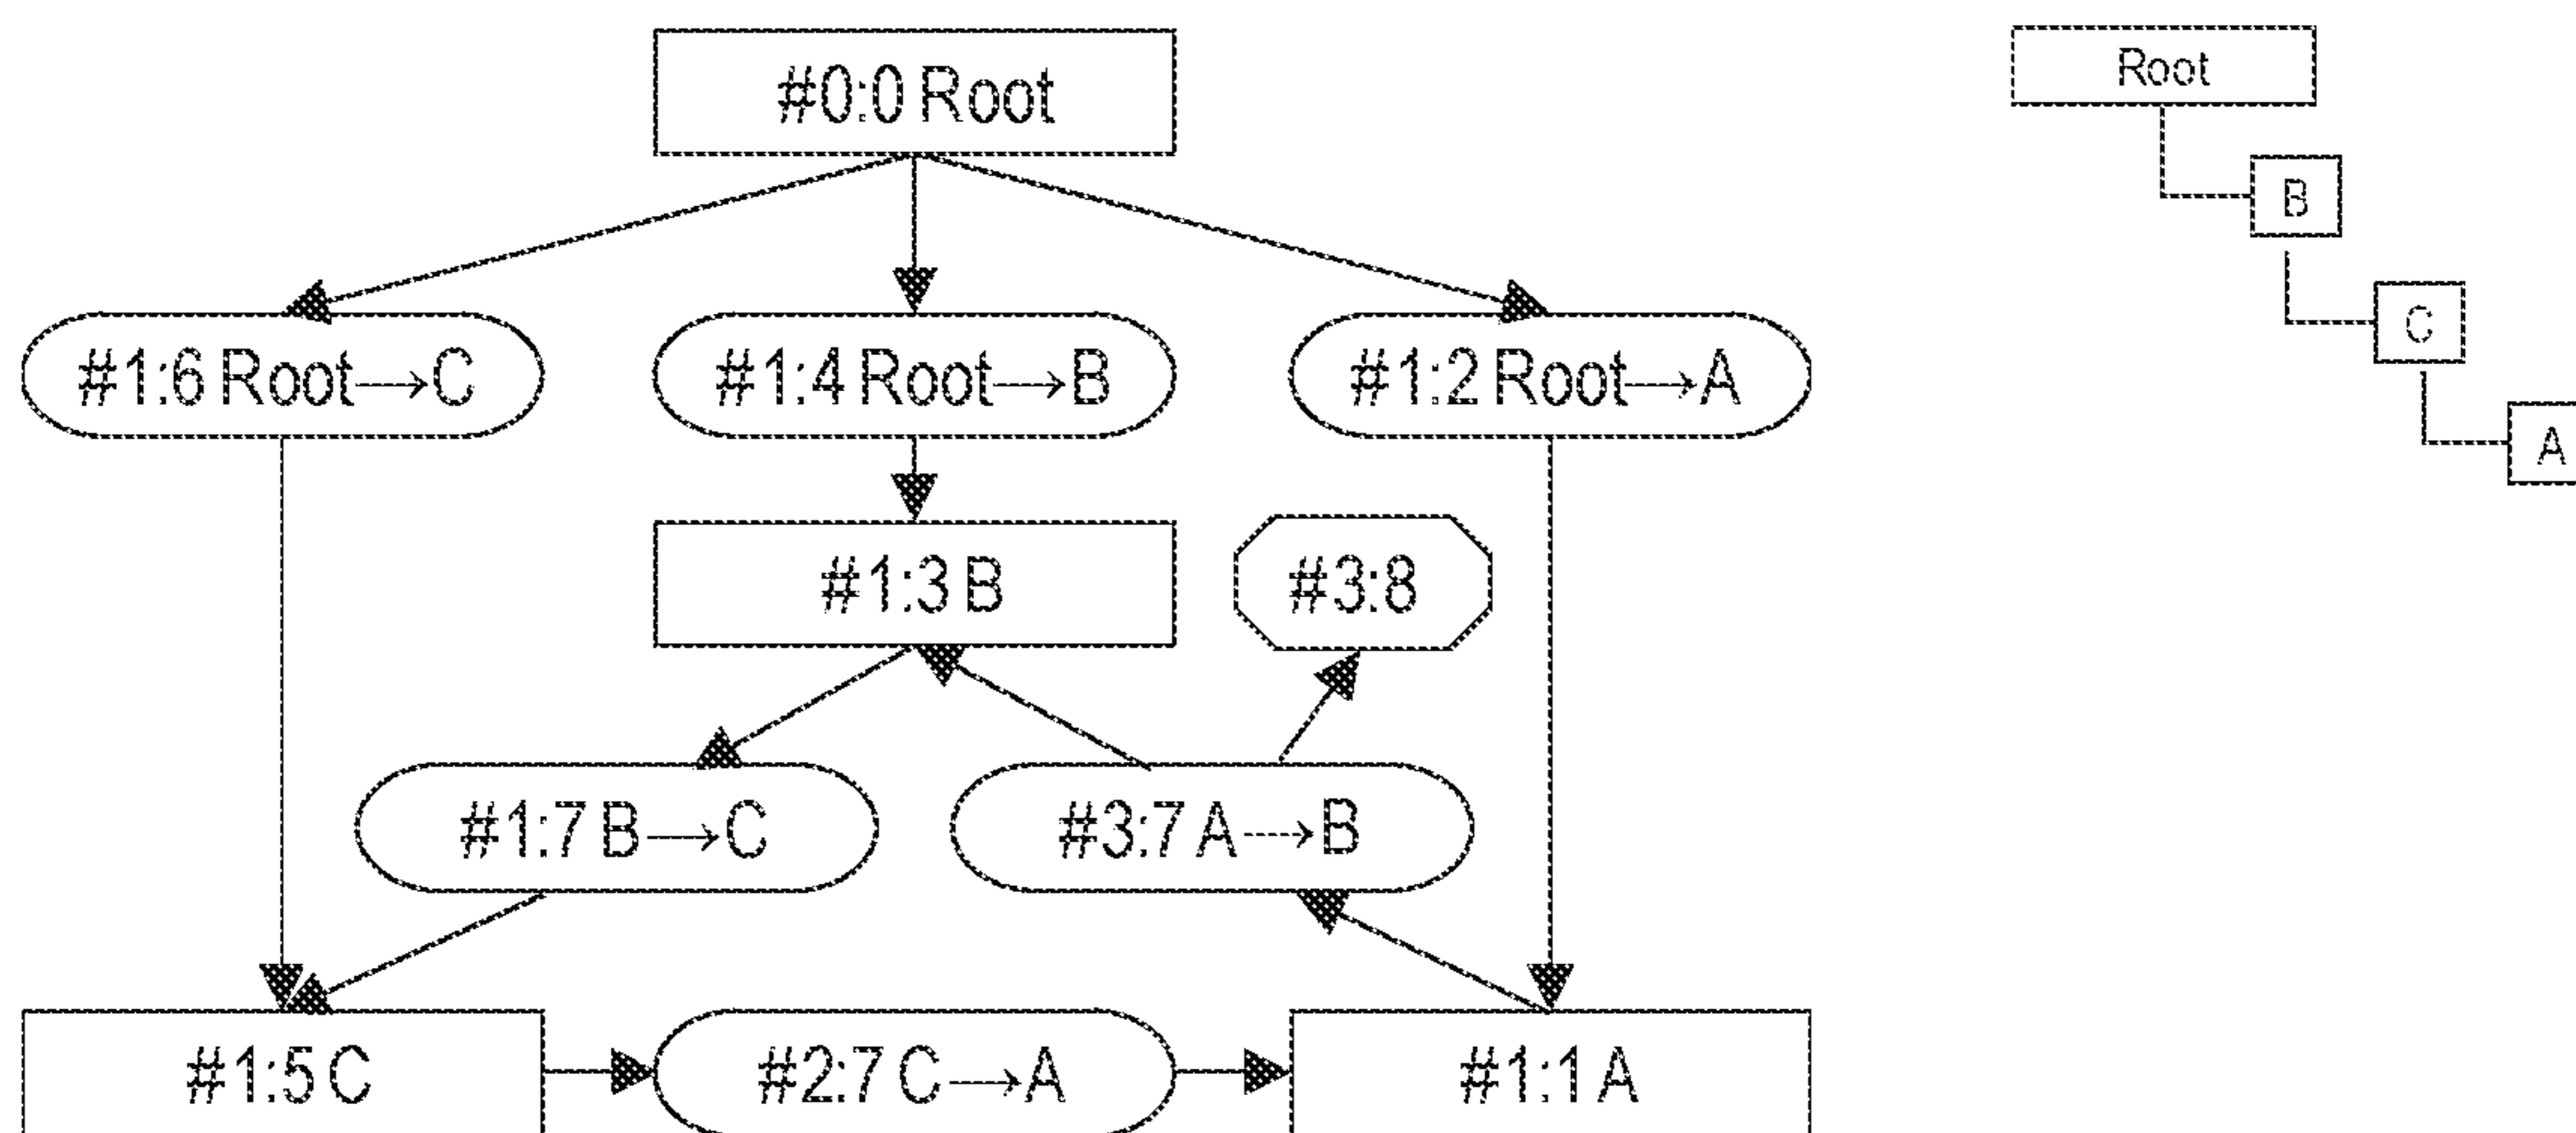 #0:0 Root
#1:6 Root→C
#1:4 Root→B
#1:2 Root→A
#1:3 B
#3:8
#1:7 B→C
#3:7 A⤏B
#1:5 C
#2:7 C→A
#1:1 A
Root
B
C
A